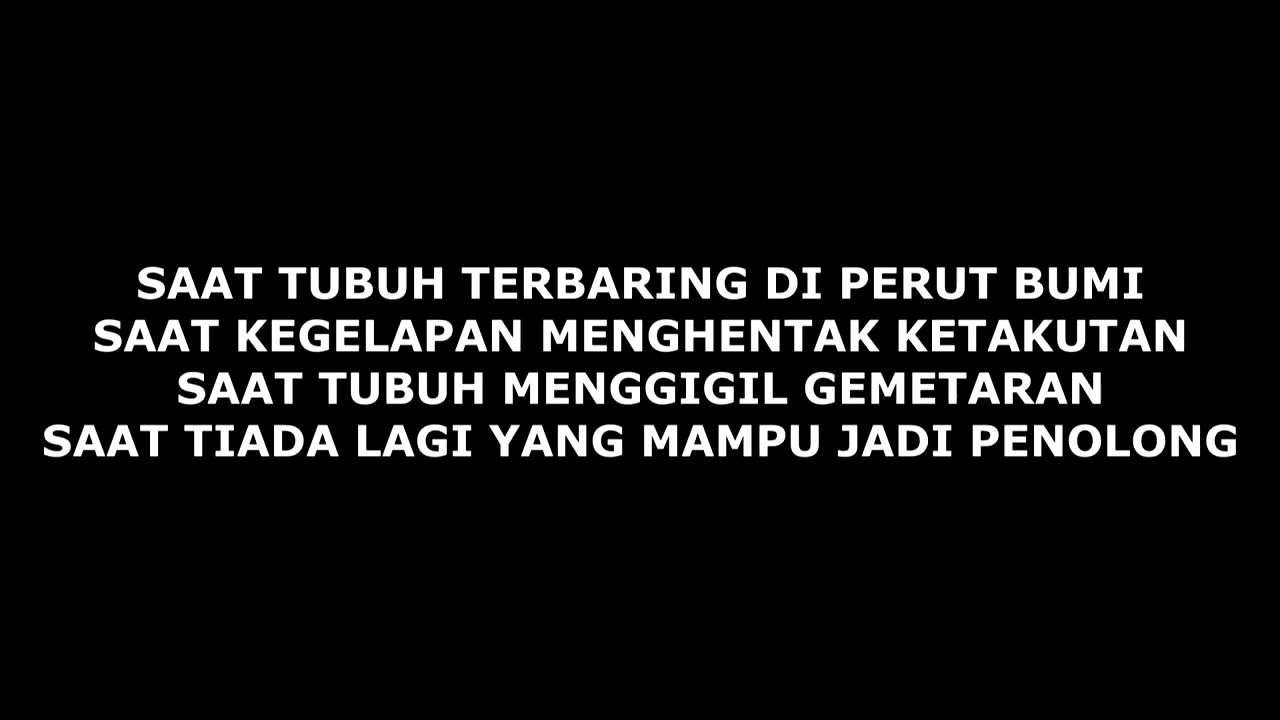 SAAT TUBUH TERBARING DI PERUT BUMI
SAAT KEGELAPAN MENGHENTAK KETAKUTAN
SAAT TUBUH MENGGIGIL GEMETARAN
SAAT TIADA LAGI YANG MAMPU JADI PENOLONG